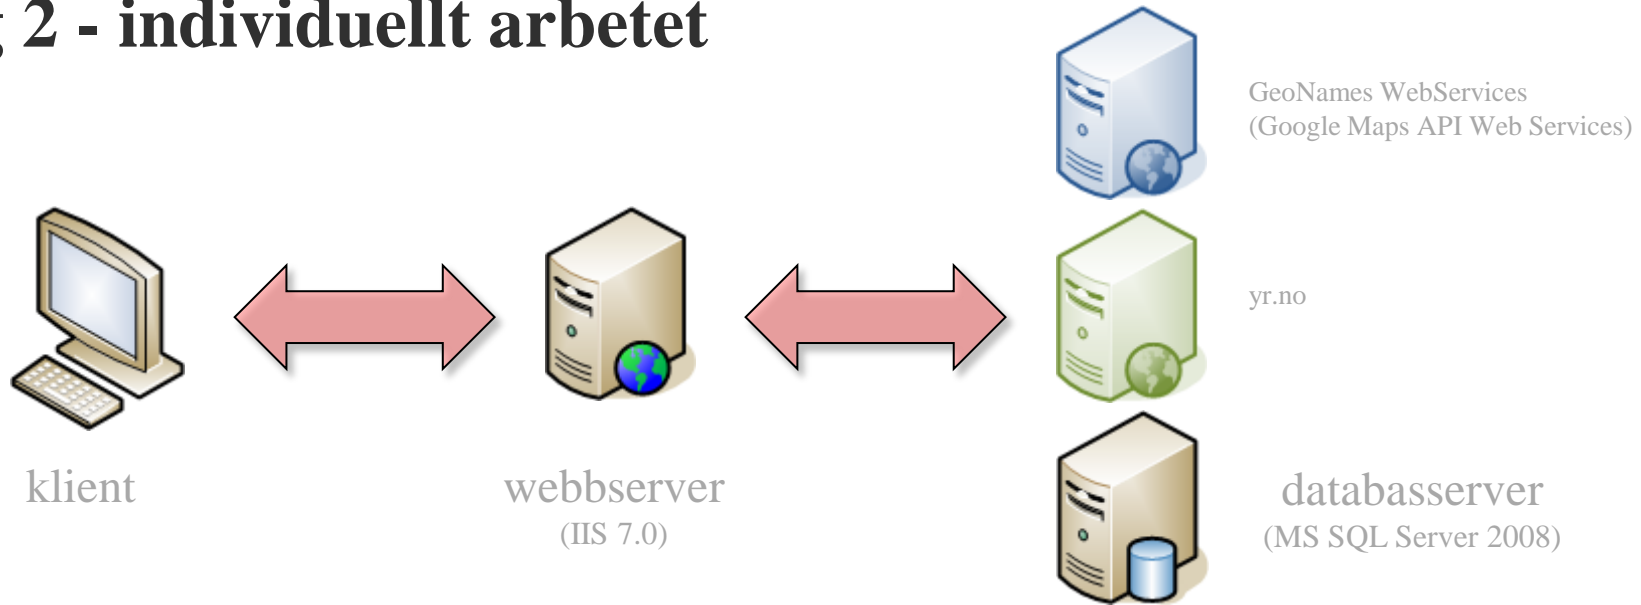 2 - individuellt arbetet
GeoNames WebServices
(Google Maps API Web Services)
yr.no
klient
webbserver
(IIS 7.0)
databasserver
(MS SQL Server 2008)